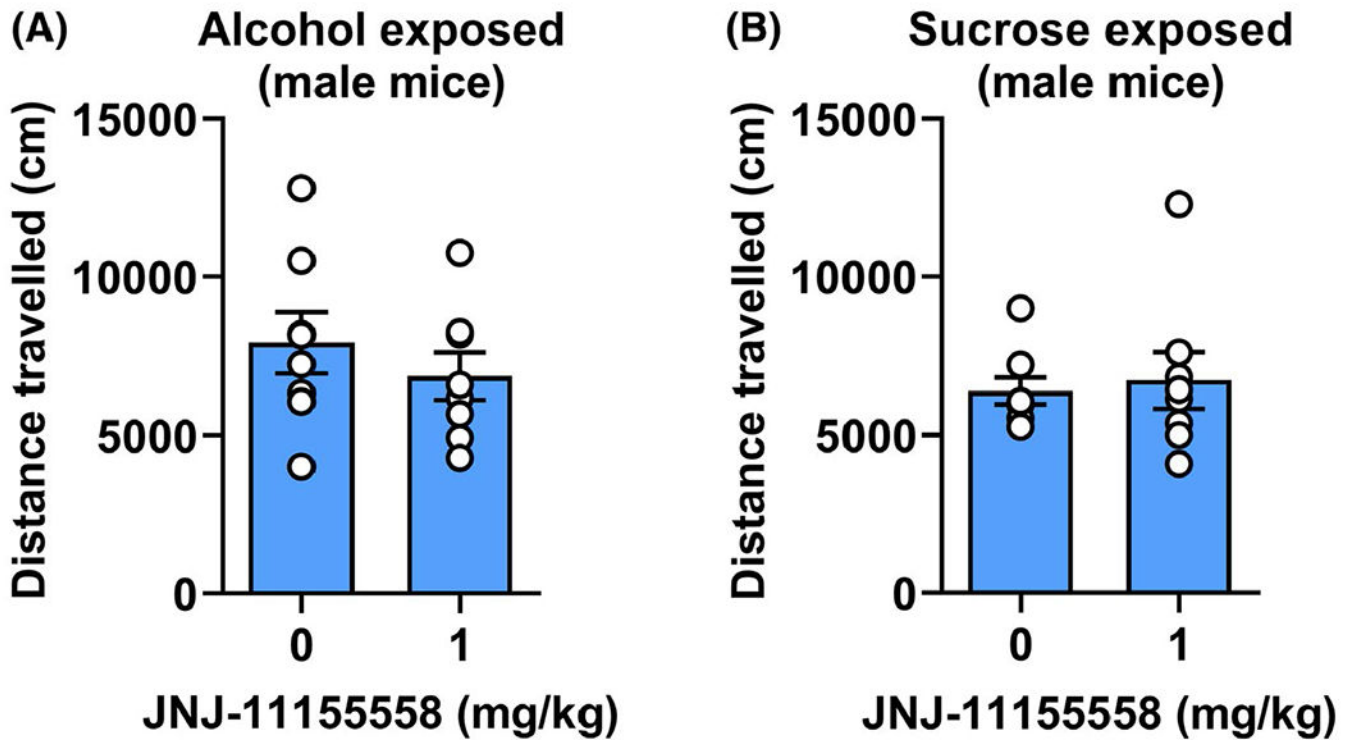 (A)
Alcohol exposed
(male mice)
Distance travelled (cm)
15000
10000
5000
0
0
1
JNJ-11155558 (mg/kg)
(B)
Sucrose exposed
(male mice)
Distance travelled (cm)
15000
10000
5000
0
0
1
JNJ-11155558 (mg/kg)